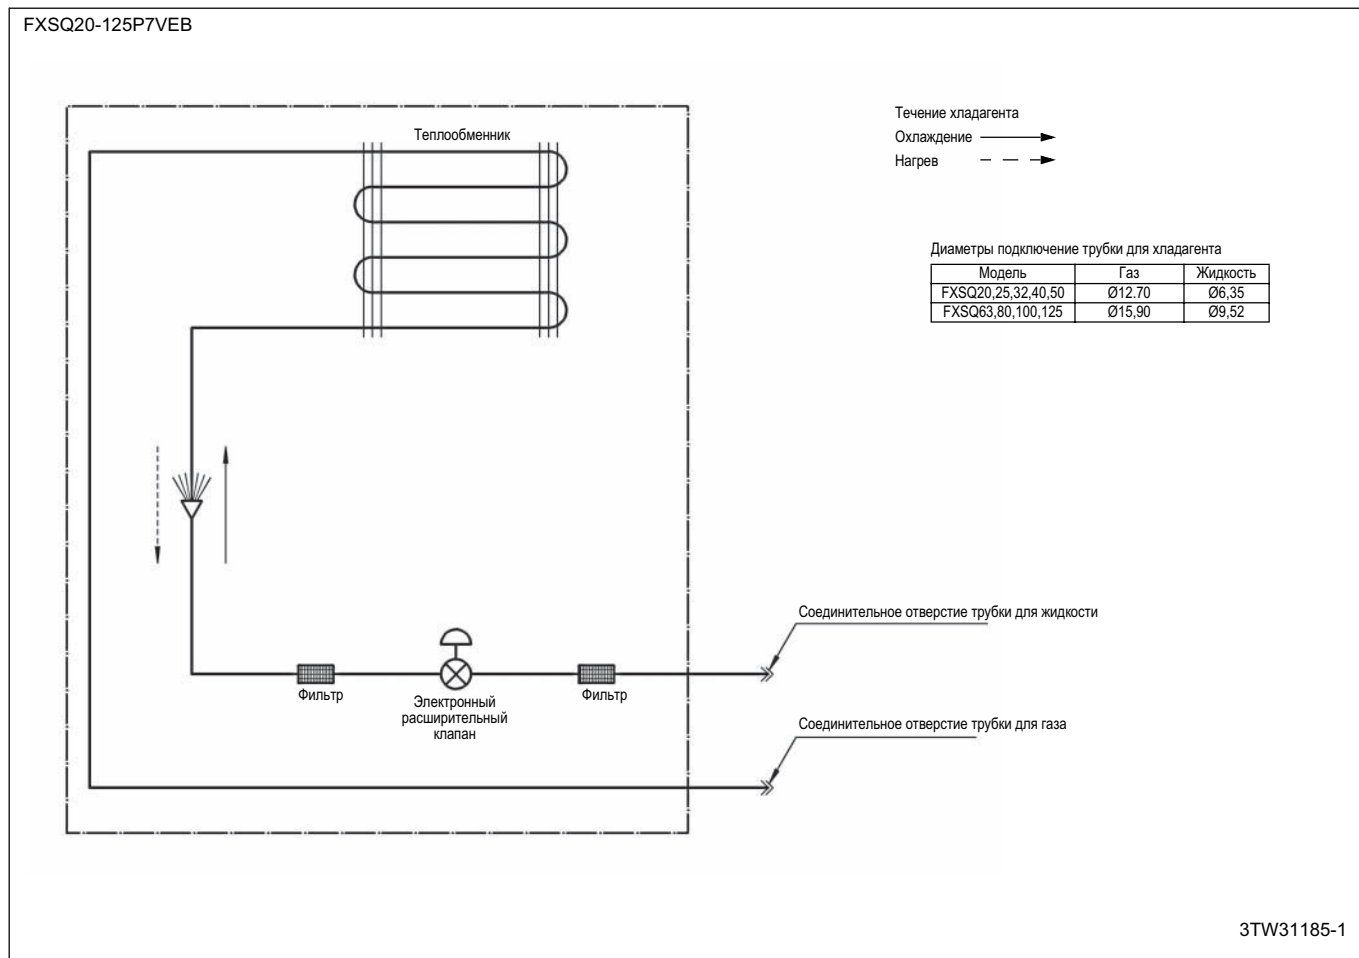 FXSQ20-125P7VEB
Теплообменник
Течение хладагента
Охлаждение
Нагрев
Диаметры подключение трубки для хладагента
Модель Газ Жидкость
FXSQ20,25,32,40,50 Ø12.70 Ø6,35
FXSQ63,80,100,125 Ø15,90 Ø9,52
Соединительное отверстие трубки для жидкости
Фильтр
Электронный
расширительный
клапан
Фильтр
Соединительное отверстие трубки для газа
3TW31185-1